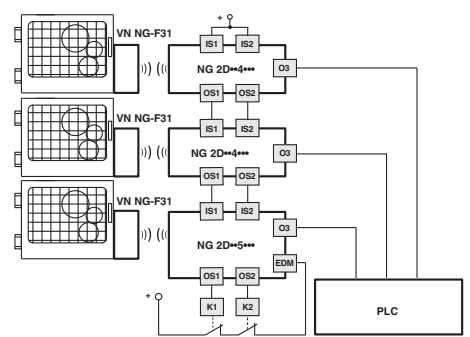 +
VN NG-F31
IS1 IS2
NG 2D••4•••
O3
OS1 OS2
VN NG-F31
IS1 IS2
NG 2D••4•••
O3
OS1 OS2
VN NG-F31
IS1 IS2
O3
NG 2D••5•••
EDM
OS1 OS2
+
K1 K2
PLC